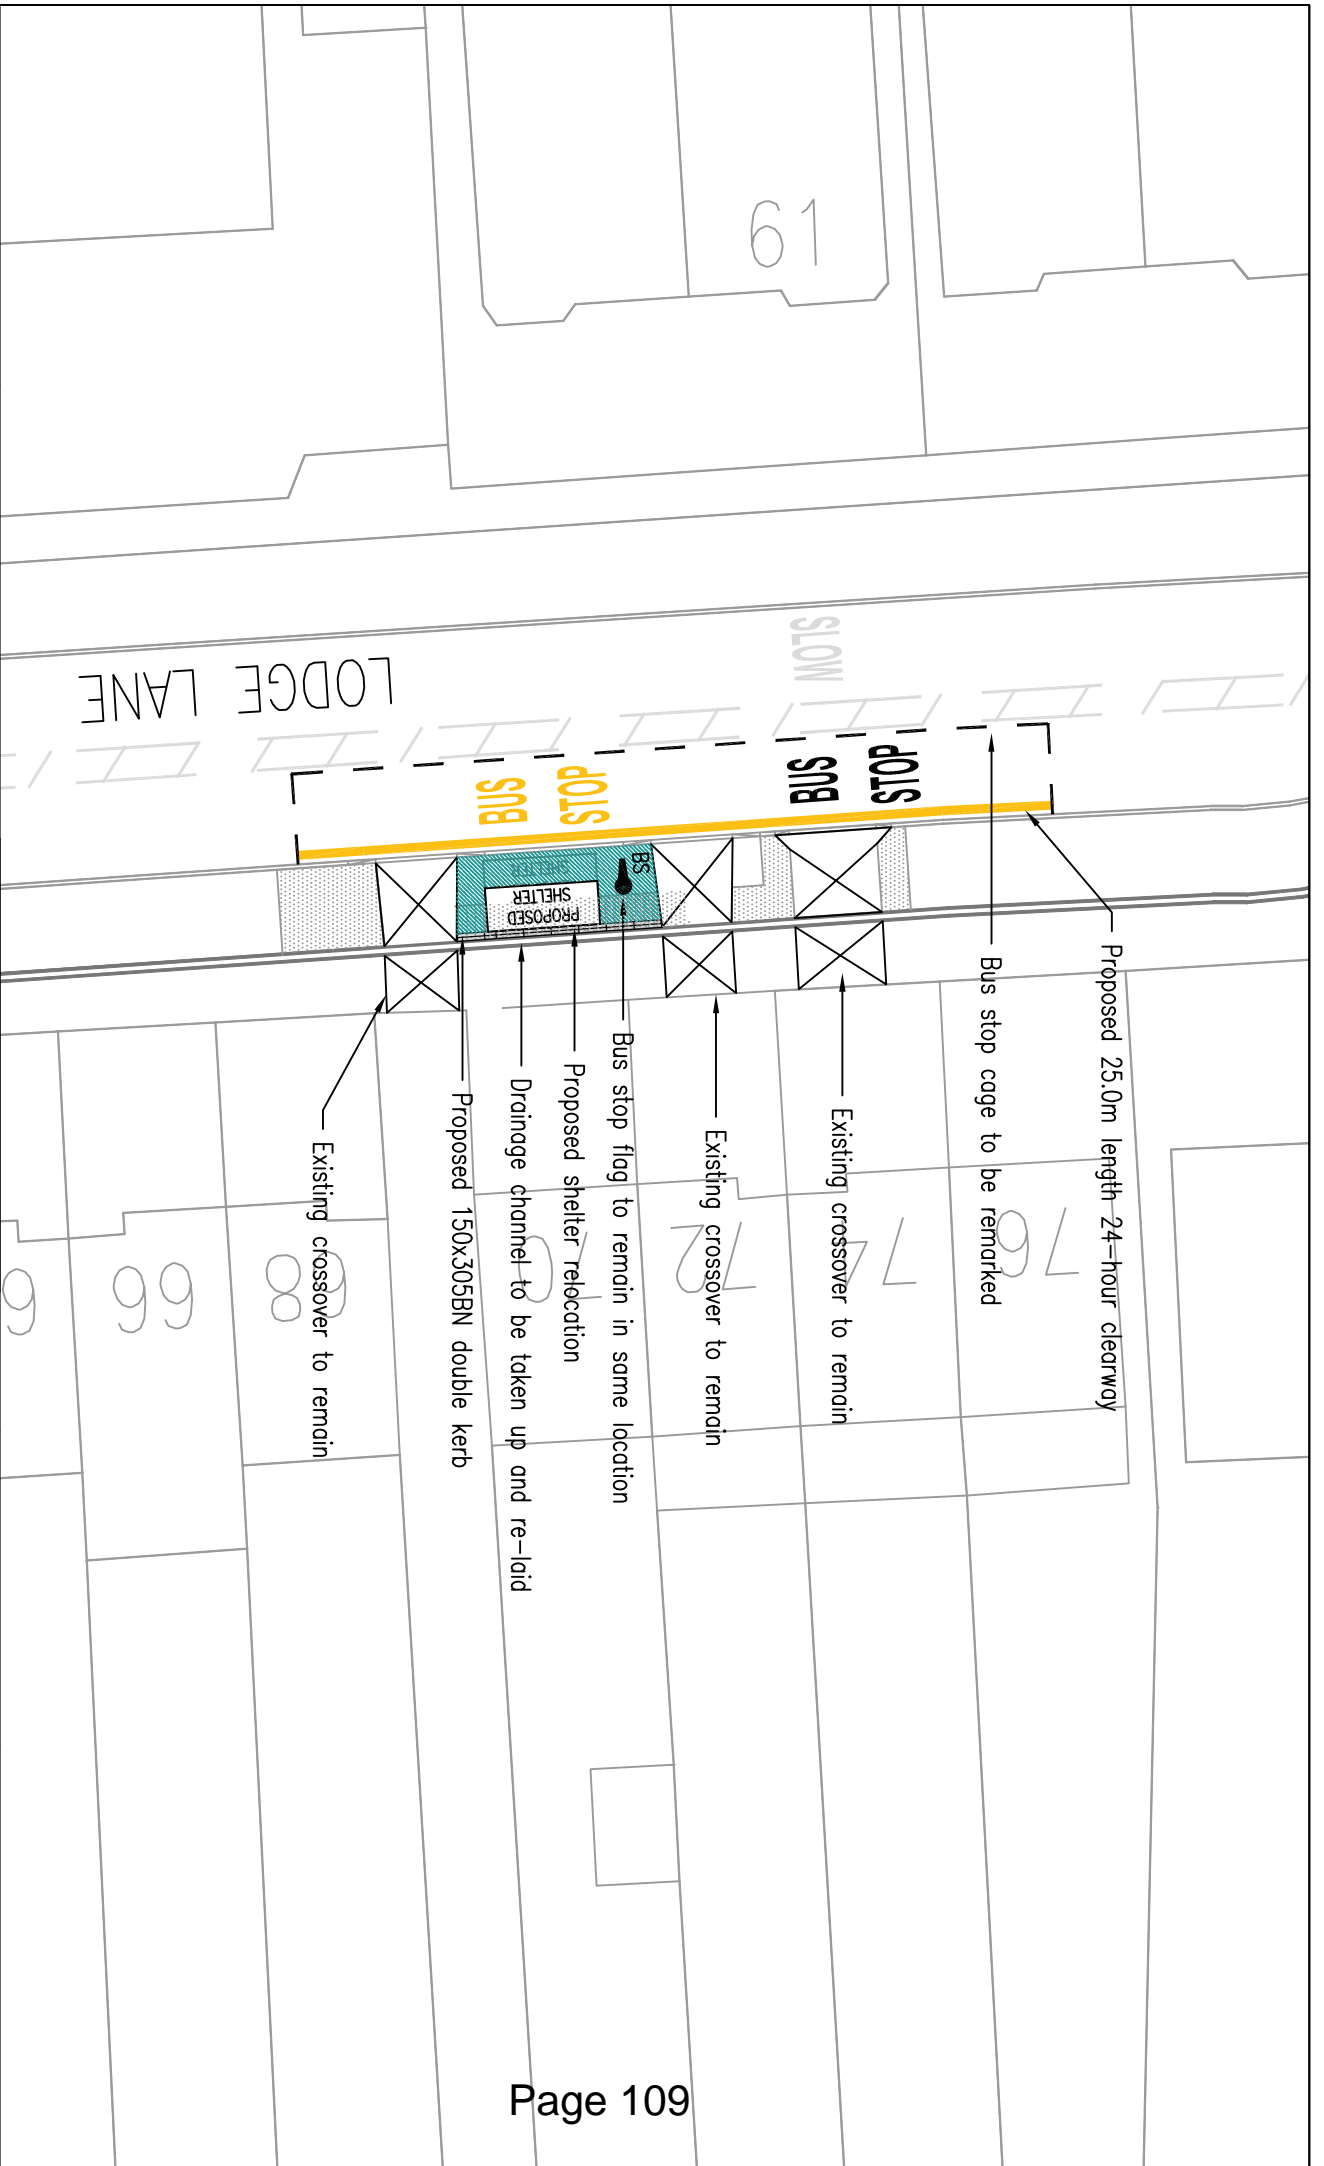 61
SLOW
LODGE LANE
BUS
STOP
BUS
STOP
BS
SHELTER
PROPOSED
SHELTER
Proposed 25.0m length 24-hour clearway
Bus stop cage to be remarked
Existing crossover to remain
Existing crossover to remain
Bus stop flag to remain in same location
Proposed shelter relocation
Drainage channel to be taken up and re-laid
Proposed 150x305BN double kerb
Existing crossover to remain
76
74
72
70
68
66
6
Page 109